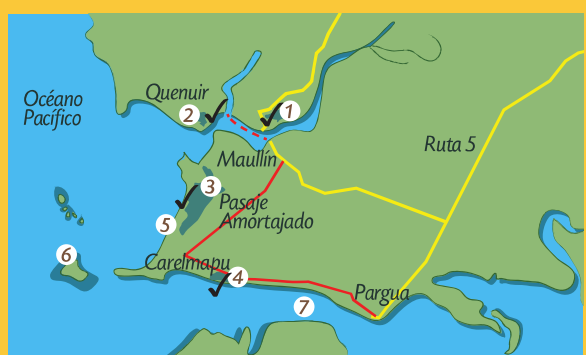 Quenuir
Océano
Pacífico
2
1
Ruta 5
Maullín
3
Pasaje
Amortajado
5
6
Carelmapu
4
7
Pargua